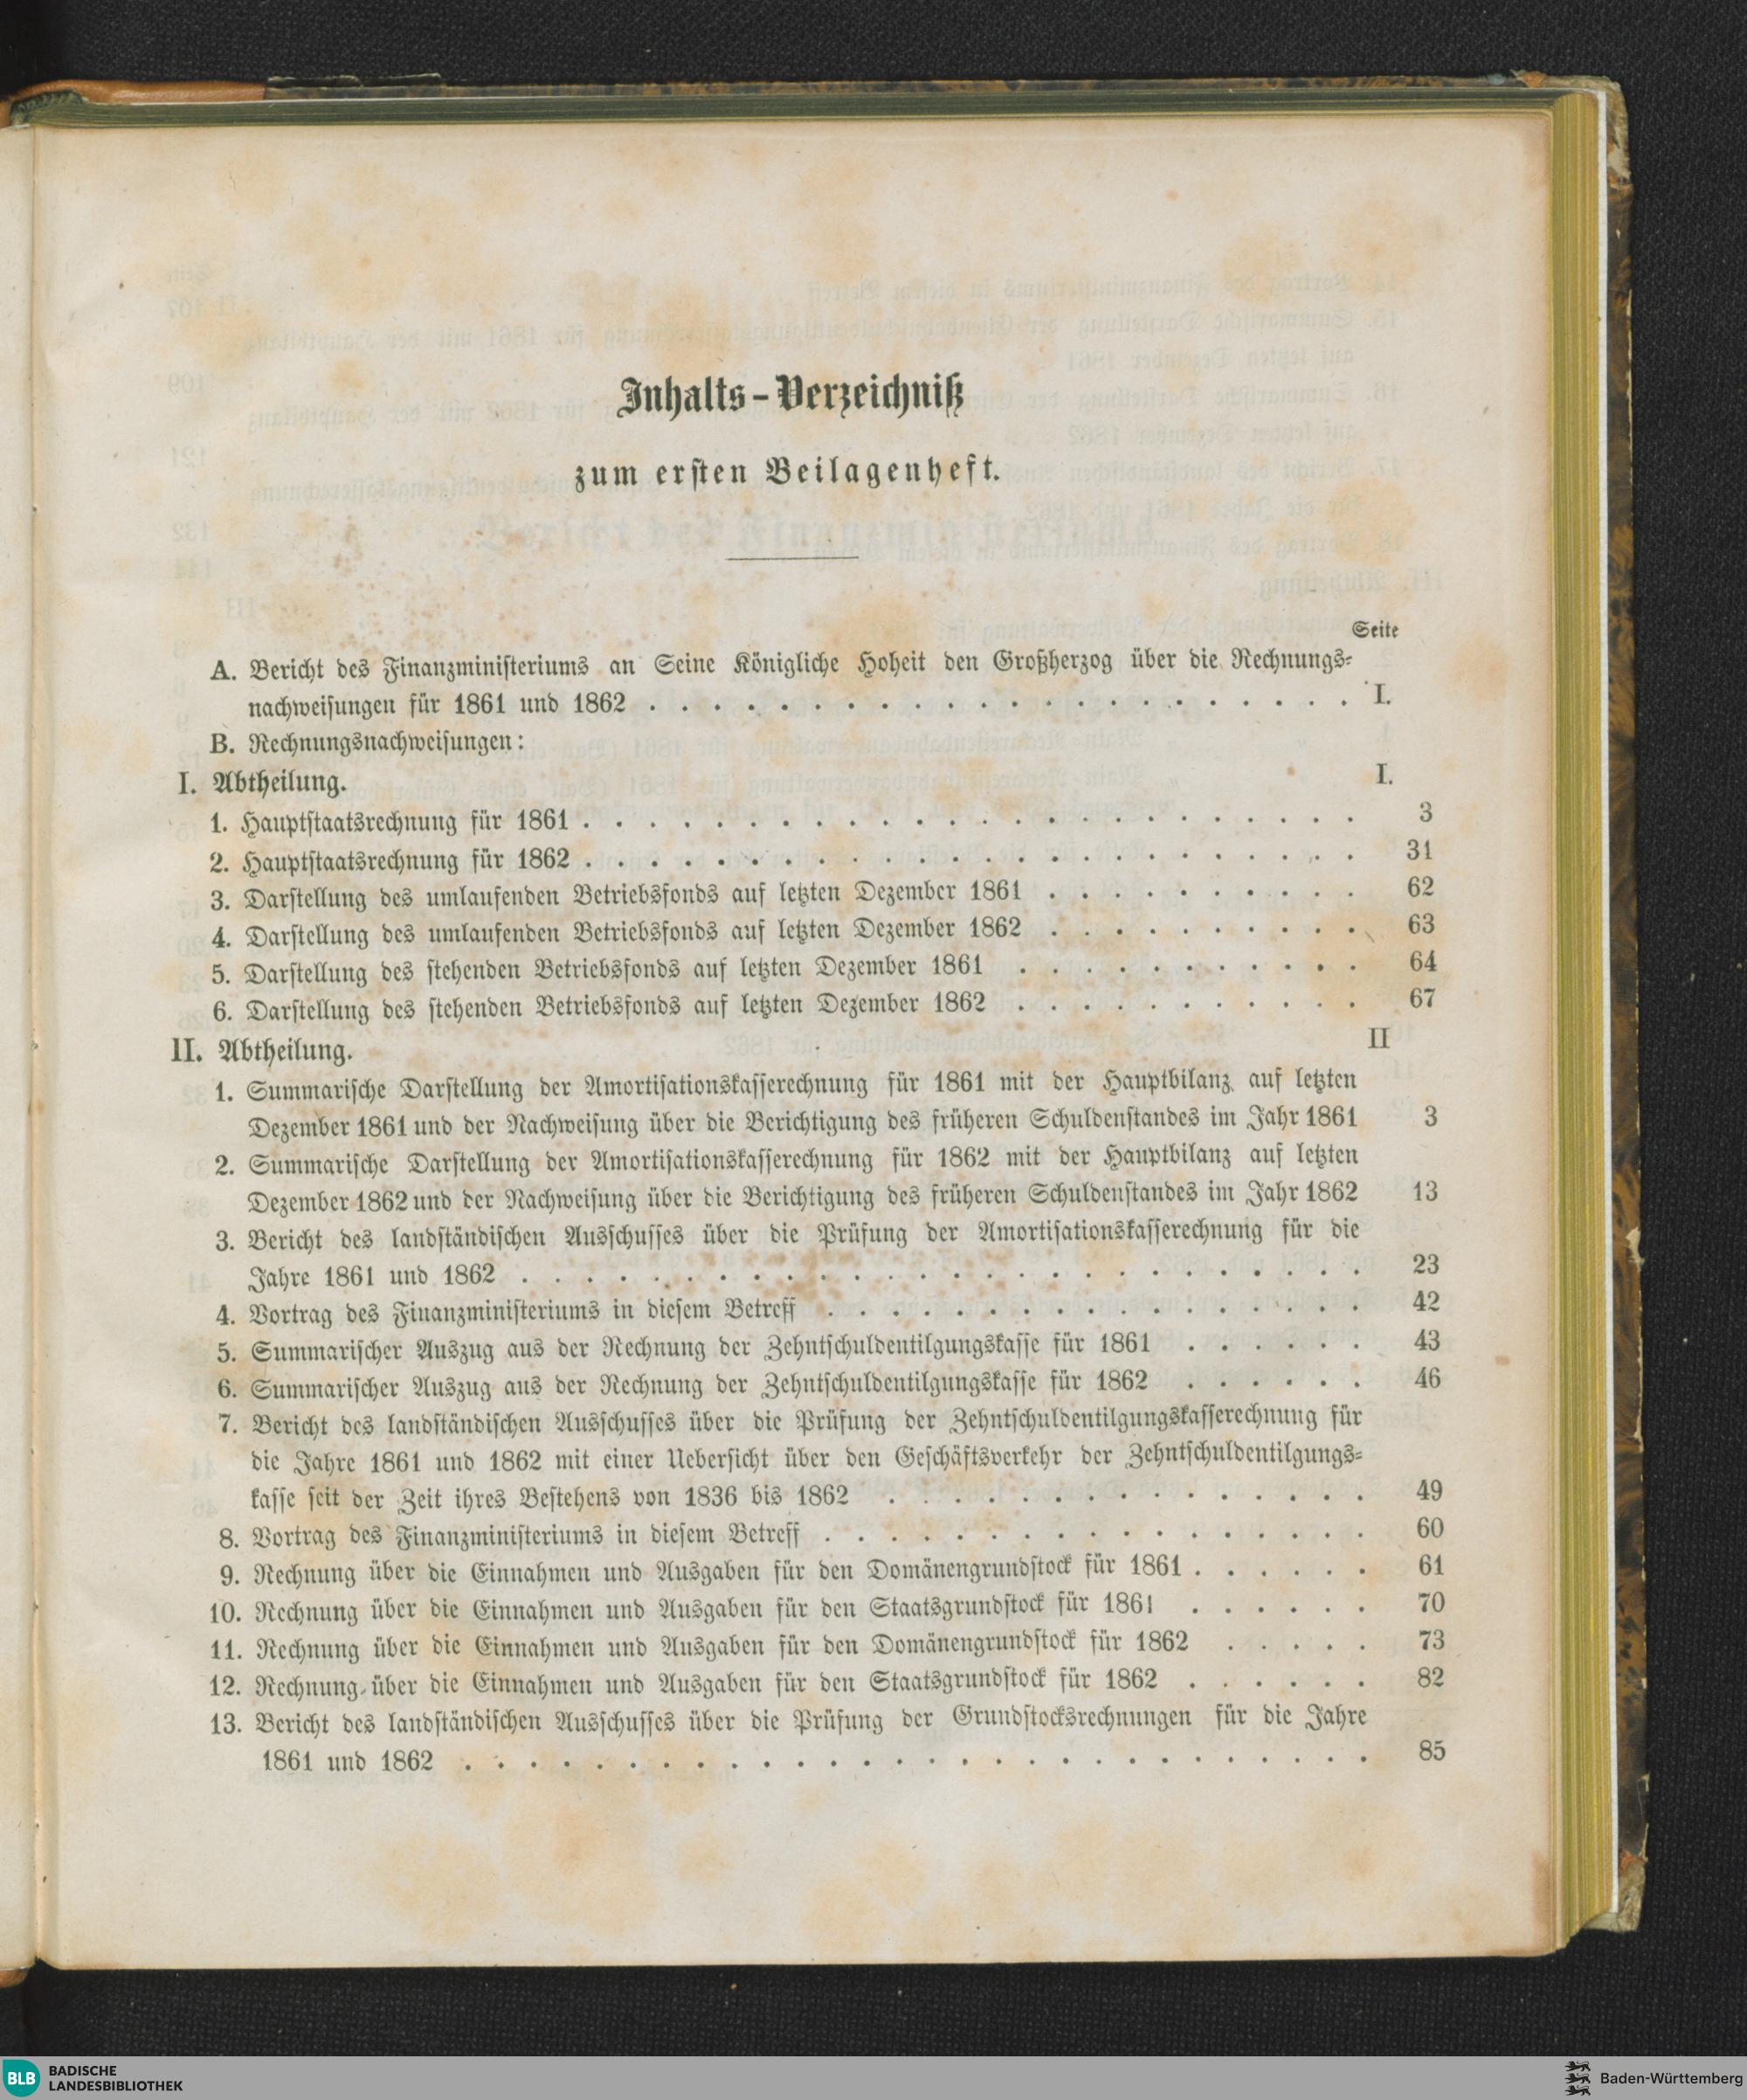 Inhalts-Verzeichniß
zum ersten Beilagenheft.
Seite
A. Bericht des Finanzministeriums an Seine Königliche Hoheit den Großherzog über die Rechnungs-
nachweisungen für 1861 und 1862 . . . . . . . . . . . . . . . . . . . . . . I.
B. Rechnungsnachweisungen:
I. Abtheilung. I.
1. Hauptstaatsrechnung für 1861 . . . . . . . . . . . . . . . . . . . . . . . . 3
2. Hauptstaatsrechnung für 1862 . . . . . . . . . . . . . . . . . . . . . . . . 31
3. Darstellung des umlaufenden Betriebsfonds auf letzten Dezember 1861 . . . . . . . . . . 62
4. Darstellung des umlaufenden Betriebsfonds auf letzten Dezember 1862 . . . . . . . . . . 63
5. Darstellung des stehenden Betriebsfonds auf letzten Dezember 1861 . . . . . . . . . . . 64
6. Darstellung des stehenden Betriebsfonds auf letzten Dezember 1862 . . . . . . . . . . . 67
II. Abtheilung. II
1. Summarische Darstellung der Amortisationskasserechnung für 1861 mit der Hauptbilanz auf letzten
Dezember 1861 und der Nachweisung über die Berichtigung des früheren Schuldenstandes im Jahr 1861 3
2. Summarische Darstellung der Amortisationskasserechnung für 1862 mit der Hauptbilanz auf letzten
Dezember 1862 und der Nachweisung über die Berichtigung des früheren Schuldenstandes im Jahr 1862 13
3. Bericht des landständischen Ausschusses über die Prüfung der Amortisationskasserechnung für die
Jahre 1861 und 1862 . . . . . . . . . . . . . . . . . . . . . . . . . . 23
4. Vortrag des Finanzministeriums in diesem Betreff . . . . . . . . . . . . . . . . . 42
5. Summarischer Auszug aus der Rechnung der Zehntschuldentilgungskasse für 1861 . . . . . . 43
6. Summarischer Auszug aus der Rechnung der Zehntschuldentilgungskasse für 1862 . . . . . . 46
7. Bericht des landständischen Ausschusses über die Prüfung der Zehntschuldentilgungskasserechnung für
die Jahre 1861 und 1862 mit einer Uebersicht über den Geschäftsverkehr der Zehntschuldentilgungs-
kasse seit der Zeit ihres Bestehens von 1836 bis 1862 . . . . . . . . . . . . . . . 49
8. Vortrag des Finanzministeriums in diesem Betreff . . . . . . . . . . . . . . . . . 60
9. Rechnung über die Einnahmen und Ausgaben für den Domänengrundstock für 1861 . . . . . . 61
10. Rechnung über die Einnahmen und Ausgaben für den Staatsgrundstock für 1861 . . . . . . 70
11. Rechnung über die Einnahmen und Ausgaben für den Domänengrundstock für 1862 . . . . . 73
12. Rechnung über die Einnahmen und Ausgaben für den Staatsgrundstock für 1862 . . . . . . 82
13. Bericht des landständischen Ausschusses über die Prüfung der Grundstocksrechnungen für die Jahre
1861 und 1862 . . . . . . . . . . . . . . . . . . . . . . . . . . . . 85
BLB BADISCHE
LANDESBIBLIOTHEK
Baden-Württemberg